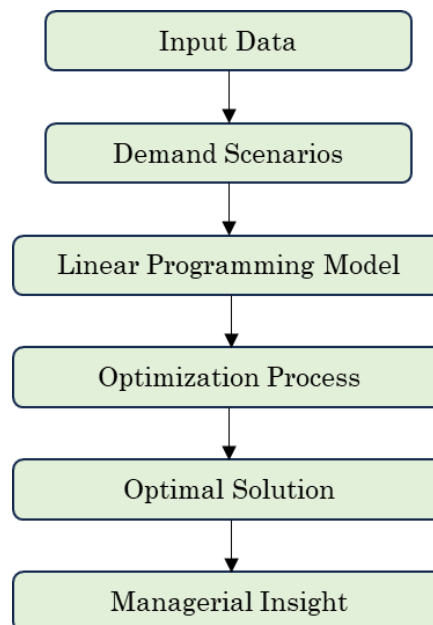 Input Data
Demand Scenarios
Linear Programming Model
Optimization Process
Optimal Solution
Managerial Insight